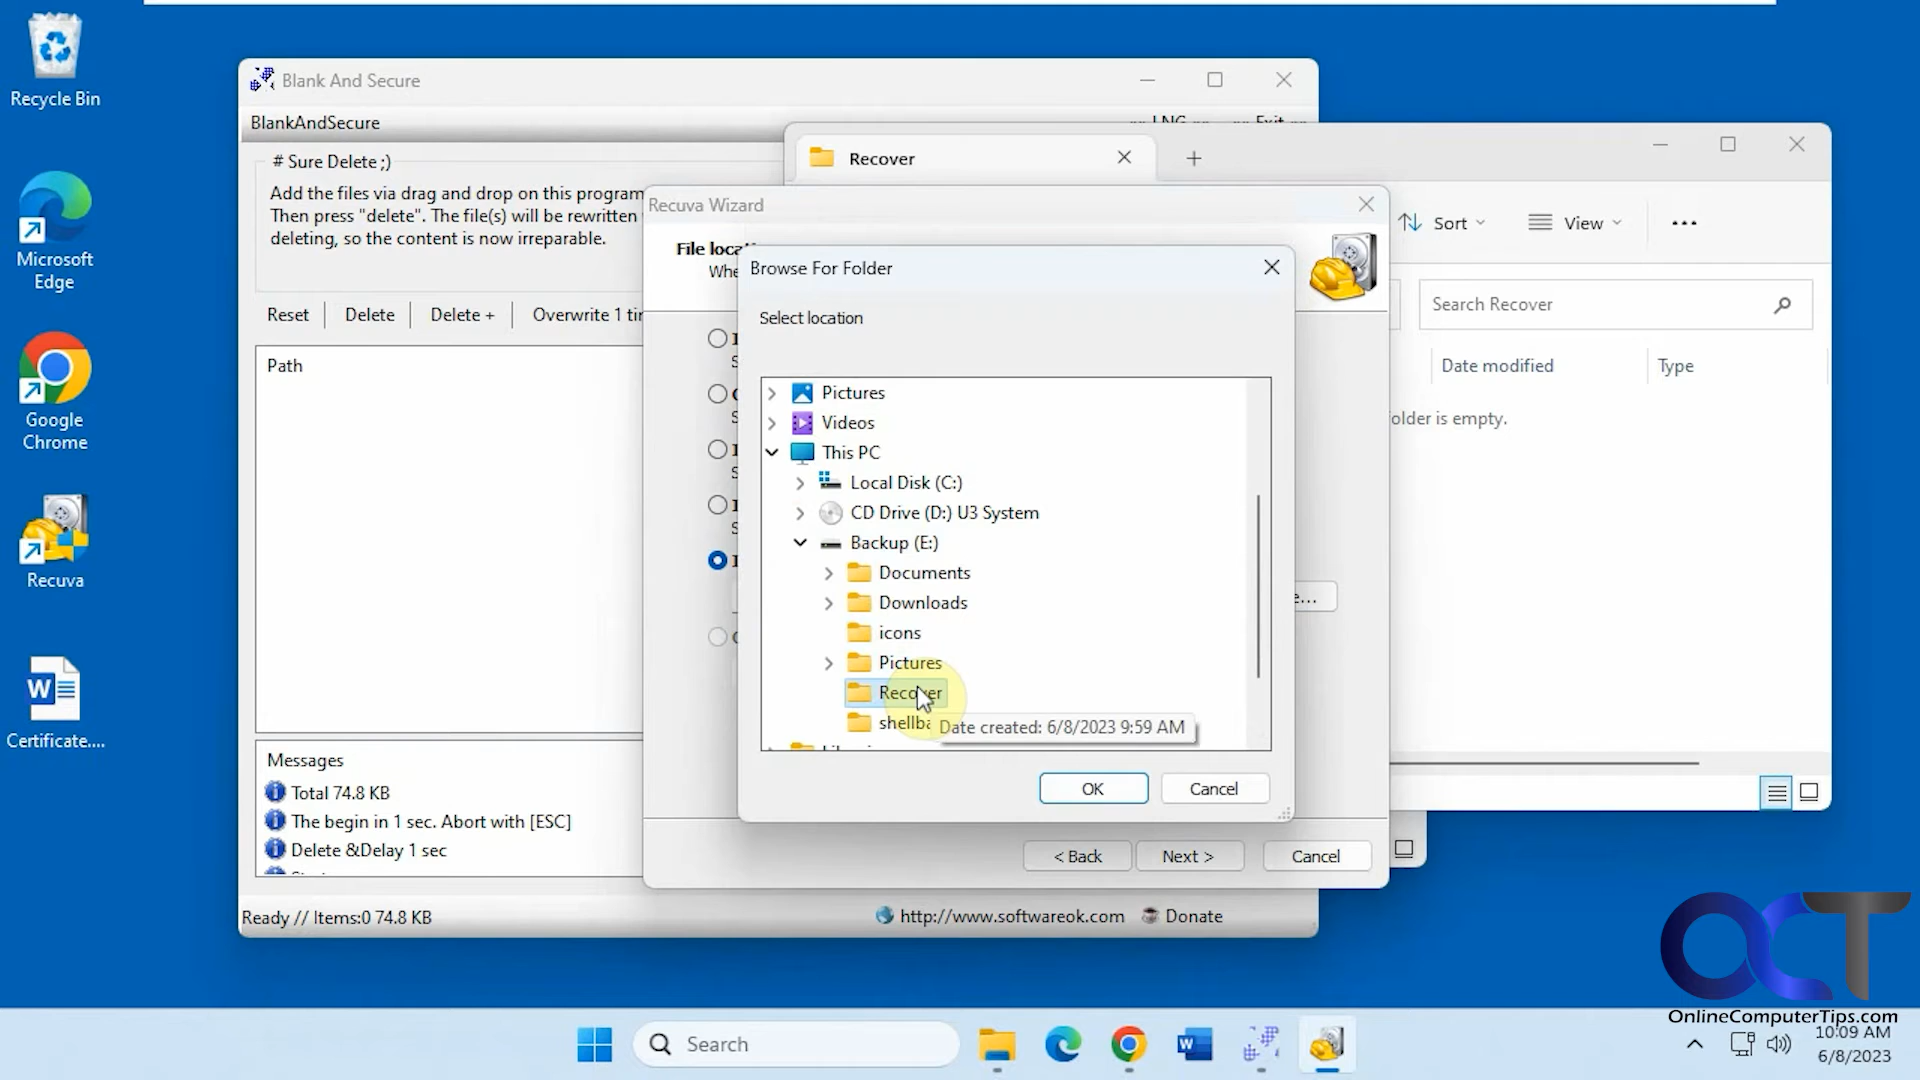 Recycle Bin
Microsoft
Edge
Google
Chrome
Recuva
Certificate....
Blank And Secure
BlankAndSecure
# Sure Delete ;)
Add the files via drag and drop on this program
Then press "delete". The file(s) will be rewritten
deleting, so the content is now irreparable.
Reset
Delete
Delete +
Overwrite 1
Path
Messages
Total 74.8 KB
The begin in 1 sec. Abort with [ESC]
Delete &Delay 1 sec
Ready // Items:0 74.8 KB
http://www.softwareok.com
Donate
Recover
Sort
View
Search Recover
Date modified
Type
older is empty.
Recuva Wizard
Browse For Folder
Select location
Pictures
Videos
This PC
Local Disk (C:)
CD Drive (D:) U3 System
Backup (E:)
Documents
Downloads
icons
Pictures
Recover
shellba
Date created: 6/8/2023 9:59 AM
OK
Cancel
< Back
Next >
Cancel
OCT
OnlineComputerTips.com
Search
10:09 AM
6/8/2023